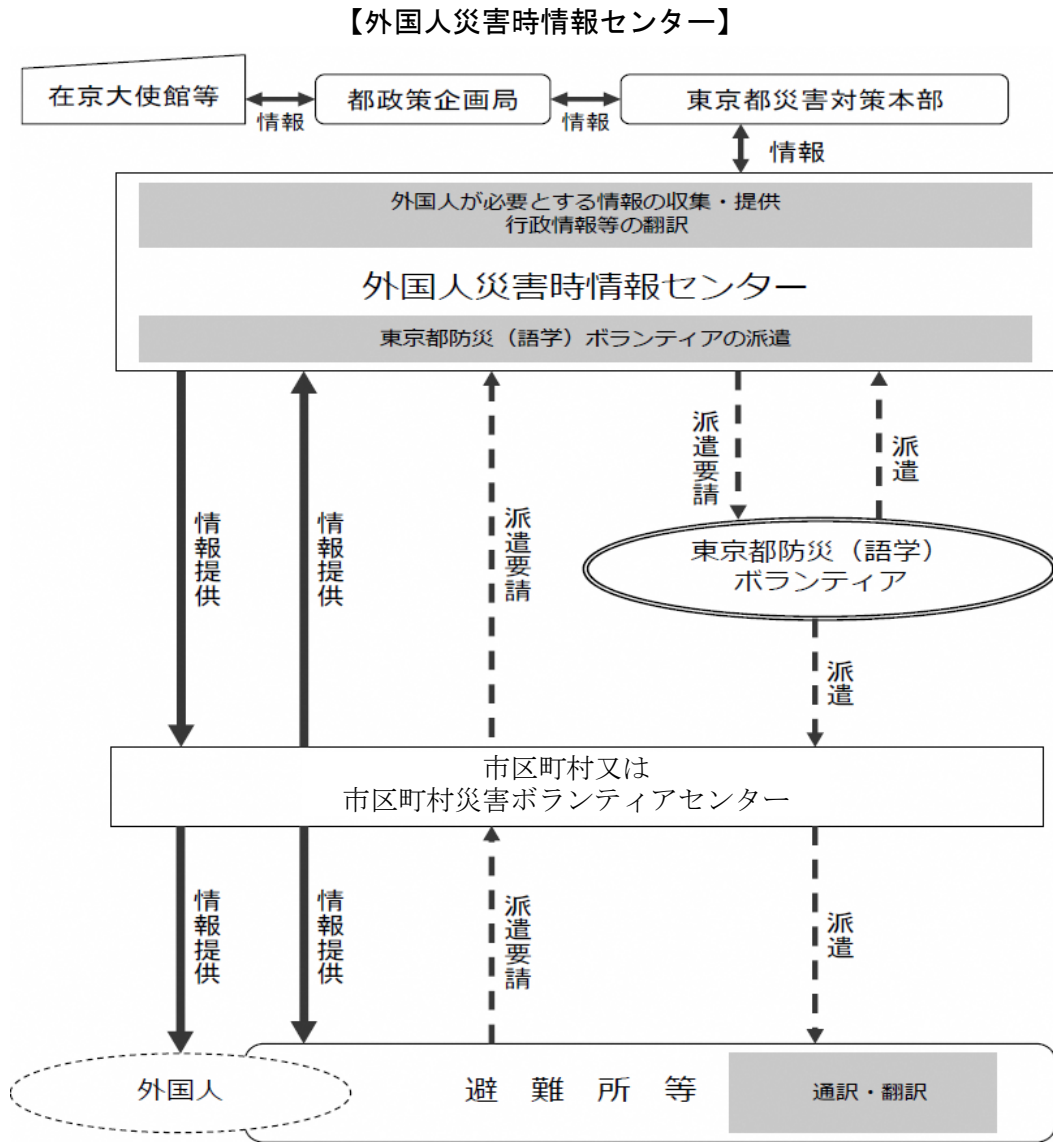 【外国人災害時情報センター】
在京大使館等
都政策企画局
東京都災害対策本部
情報
情報
情報
外国人が必要とする情報の収集・提供
行政情報等の翻訳
外国人災害時情報センター
東京都防災（語学）ボランティアの派遣
情報提供
情報提供
派遣要請
派遣要請
派遣
東京都防災（語学）
ボランティア
派遣
市区町村又は
市区町村災害ボランティアセンター
情報提供
情報提供
派遣要請
派遣
外国人
避難所等
通訳・翻訳